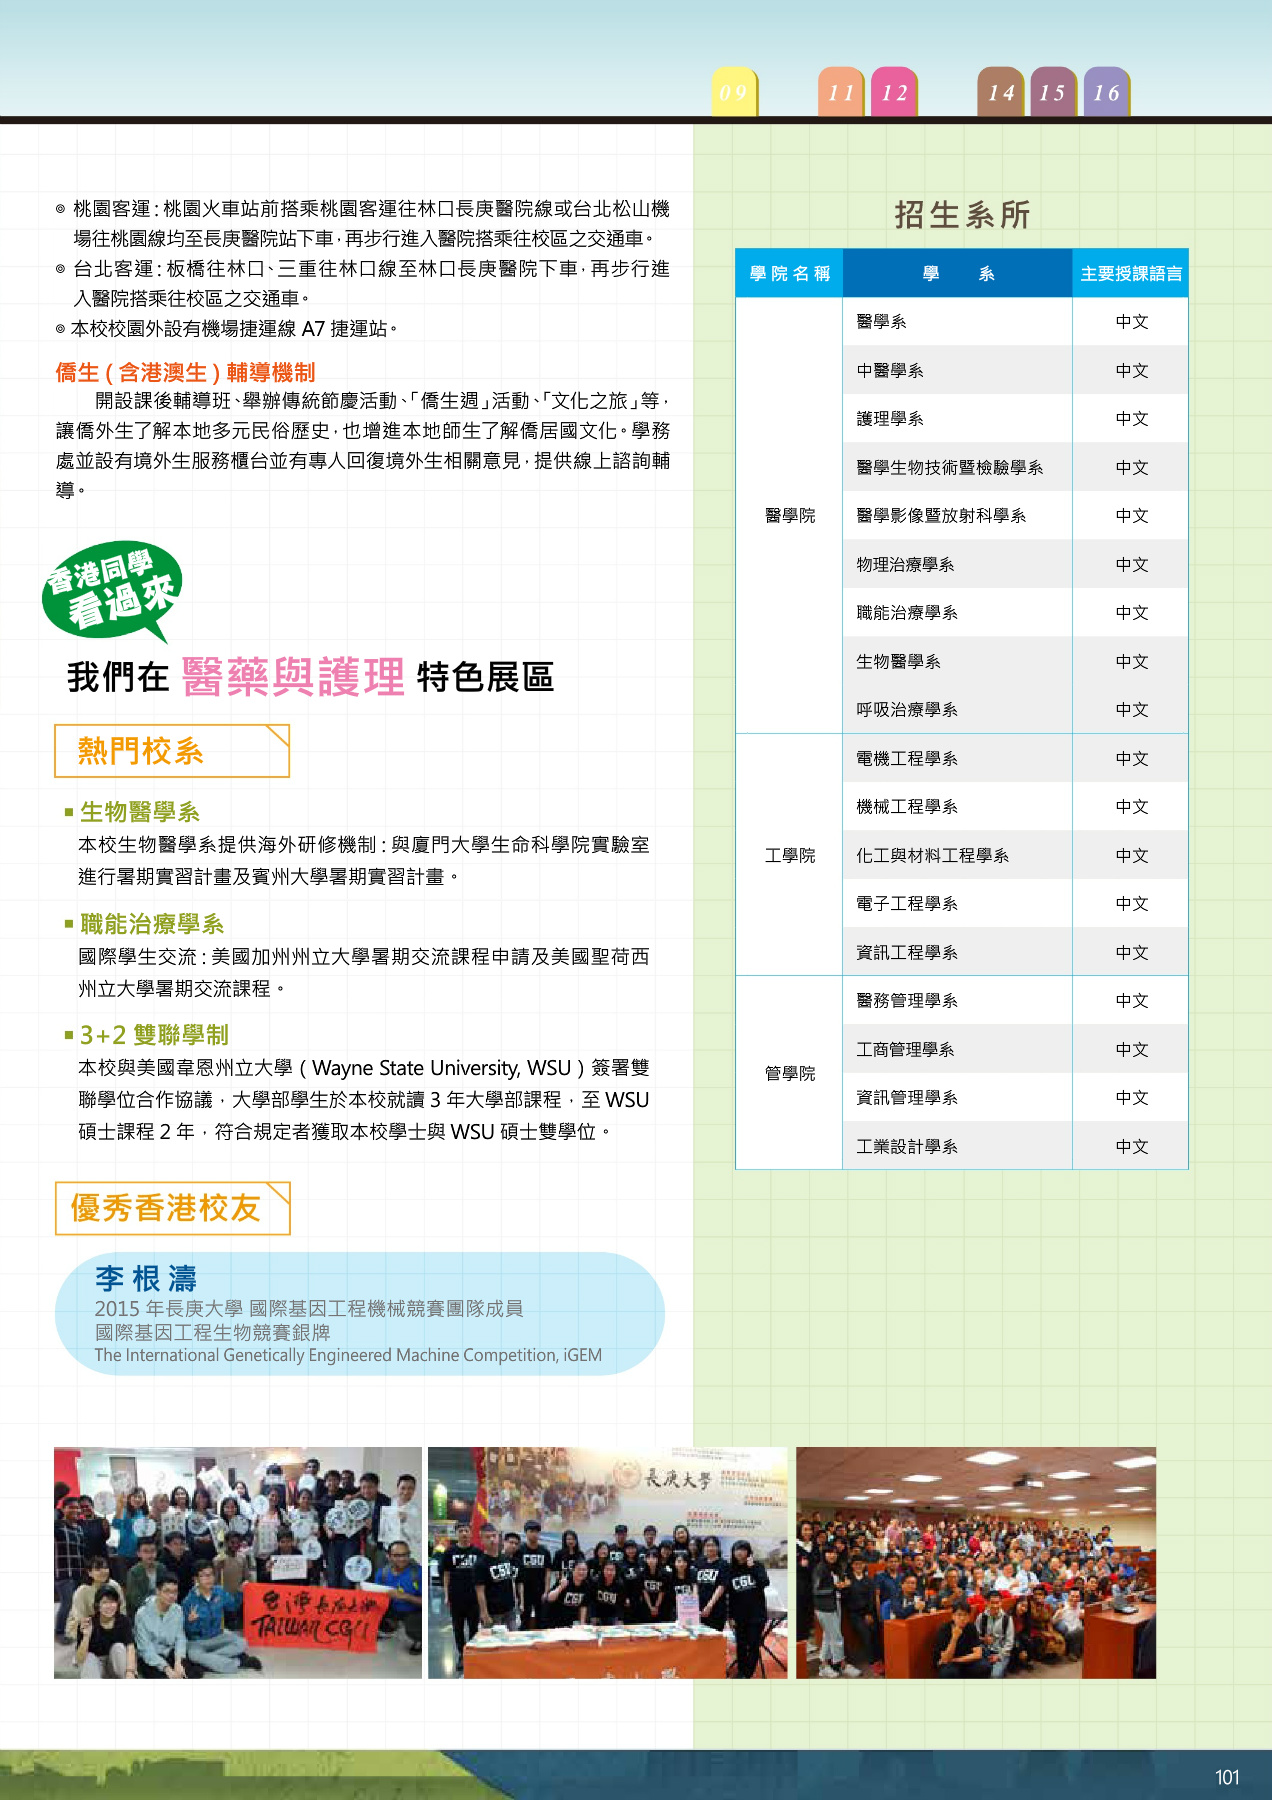 09 11 12 14 15 16
◎ 桃園客運：桃園火車站前搭乘桃園客運往林口長庚醫院線或台北松山機
場往桃園線均至長庚醫院站下車，再步行進入醫院搭乘往校區之交通車。
◎ 台北客運：板橋往林口、三重往林口線至林口長庚醫院下車，再步行進
入醫院搭乘往校區之交通車。
◎本校校園外設有機場捷運線 A7 捷運站。
僑生 ( 含港澳生 ) 輔導機制
開設課後輔導班、舉辦傳統節慶活動、「僑生週」活動、「文化之旅」等，
讓僑外生了解本地多元民俗歷史，也增進本地師生了解僑居國文化。學務
處並設有境外生服務櫃台並有專人回復境外生相關意見，提供線上諮詢輔
導。
香港同學
看過來
我們在 醫藥與護理 特色展區
熱門校系
■ 生物醫學系
本校生物醫學系提供海外研修機制：與廈門大學生命科學院實驗室
進行暑期實習計畫及賓州大學暑期實習計畫。
■ 職能治療學系
國際學生交流：美國加州州立大學暑期交流課程申請及美國聖荷西
州立大學暑期交流課程。
■ 3+2 雙聯學制
本校與美國韋恩州立大學 ( Wayne State University, WSU ) 簽署雙
聯學位合作協議，大學部學生於本校就讀 3 年大學部課程，至 WSU
碩士課程 2 年，符合規定者獲取本校學士與 WSU 碩士雙學位。
優秀香港校友
李根濤
2015 年長庚大學 國際基因工程機械競賽團隊成員
國際基因工程生物競賽銀牌
The International Genetically Engineered Machine Competition, iGEM
招生系所
學院名稱 學 系 主要授課語言
醫學院
醫學系 中文
中醫學系 中文
護理學系 中文
醫學生物技術暨檢驗學系 中文
醫學影像暨放射科學系 中文
物理治療學系 中文
職能治療學系 中文
生物醫學系 中文
呼吸治療學系 中文
工學院
電機工程學系 中文
機械工程學系 中文
化工與材料工程學系 中文
電子工程學系 中文
資訊工程學系 中文
管學院
醫務管理學系 中文
工商管理學系 中文
資訊管理學系 中文
工業設計學系 中文
台灣長庚大學
TAIWAN CGU
長庚大學
CGU
CGU
CGU
CGU
101